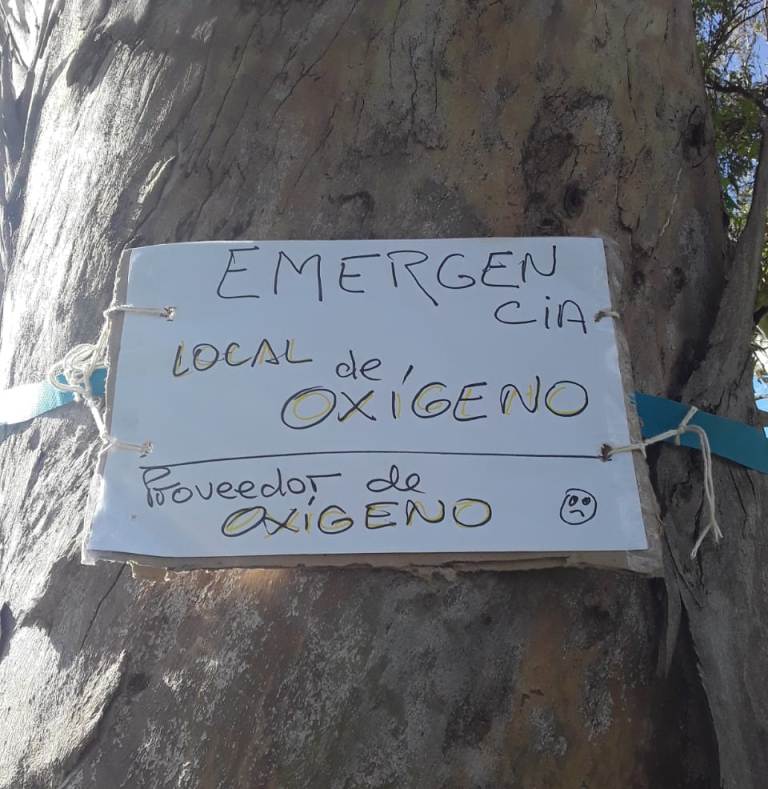 EMERGEN
CiA
LOCAL de
OXÍGENO
Proveedor de
OXÍGENO